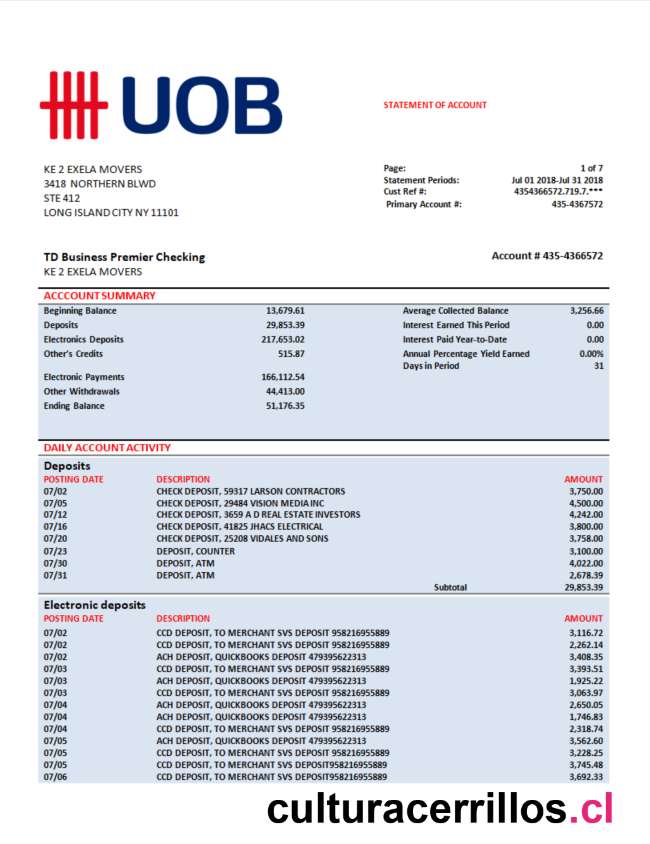 UOB
STATEMENT OF ACCOUNT
KE 2 EXELA MOVERS
3418 NORTHERN BLWD
STE 412
LONG ISLAND CITY NY 11101
Page: 1 of 7
Statement Periods: Jul 01 2018-Jul 31 2018
Cust Ref #: 4354366572.719.7.***
Primary Account #: 435-4367572
TD Business Premier Checking Account # 435-4366572
KE 2 EXELA MOVERS
ACCCOUNT SUMMARY
Beginning Balance 13,679.61 Average Collected Balance 3,256.66
Deposits 29,853.39 Interest Earned This Period 0.00
Electronics Deposits 217,653.02 Interest Paid Year-to-Date 0.00
Other's Credits 515.87 Annual Percentage Yield Earned 0.00%
Days in Period 31
Electronic Payments 166,112.54
Other Withdrawals 44,413.00
Ending Balance 51,176.35
DAILY ACCOUNT ACTIVITY
Deposits
POSTING DATE DESCRIPTION AMOUNT
07/02 CHECK DEPOSIT, 59317 LARSON CONTRACTORS 3,750.00
07/05 CHECK DEPOSIT, 29484 VISION MEDIA INC 4,500.00
07/12 CHECK DEPOSIT, 3659 A D REAL ESTATE INVESTORS 4,242.00
07/16 CHECK DEPOSIT, 41825 JHACS ELECTRICAL 3,800.00
07/20 CHECK DEPOSIT, 25208 VIDALES AND SONS 3,758.00
07/23 DEPOSIT, COUNTER 3,100.00
07/30 DEPOSIT, ATM 4,022.00
07/31 DEPOSIT, ATM 2,678.39
Subtotal 29,853.39
Electronic deposits
POSTING DATE DESCRIPTION AMOUNT
07/02 CCD DEPOSIT, TO MERCHANT SVS DEPOSIT 958216955889 3,116.72
07/02 CCD DEPOSIT, TO MERCHANT SVS DEPOSIT 958216955889 2,262.14
07/02 ACH DEPOSIT, QUICKBOOKS DEPOSIT 479395622313 3,408.35
07/03 CCD DEPOSIT, TO MERCHANT SVS DEPOSIT 958216955889 3,393.51
07/03 ACH DEPOSIT, QUICKBOOKS DEPOSIT 479395622313 1,925.22
07/03 CCD DEPOSIT, TO MERCHANT SVS DEPOSIT 958216955889 3,063.97
07/04 ACH DEPOSIT, QUICKBOOKS DEPOSIT 479395622313 2,650.05
07/04 ACH DEPOSIT, QUICKBOOKS DEPOSIT 479395622313 1,746.83
07/04 CCD DEPOSIT, TO MERCHANT SVS DEPOSIT 958216955889 2,318.74
07/05 ACH DEPOSIT, QUICKBOOKS DEPOSIT 479395622313 3,562.60
07/05 CCD DEPOSIT, TO MERCHANT SVS DEPOSIT958216955889 3,228.25
07/05 CCD DEPOSIT, TO MERCHANT SVS DEPOSIT958216955889 3,745.48
07/06 CCD DEPOSIT, TO MERCHANT SVS DEPOSIT958216955889 3,692.33
culturacerrillos.cl